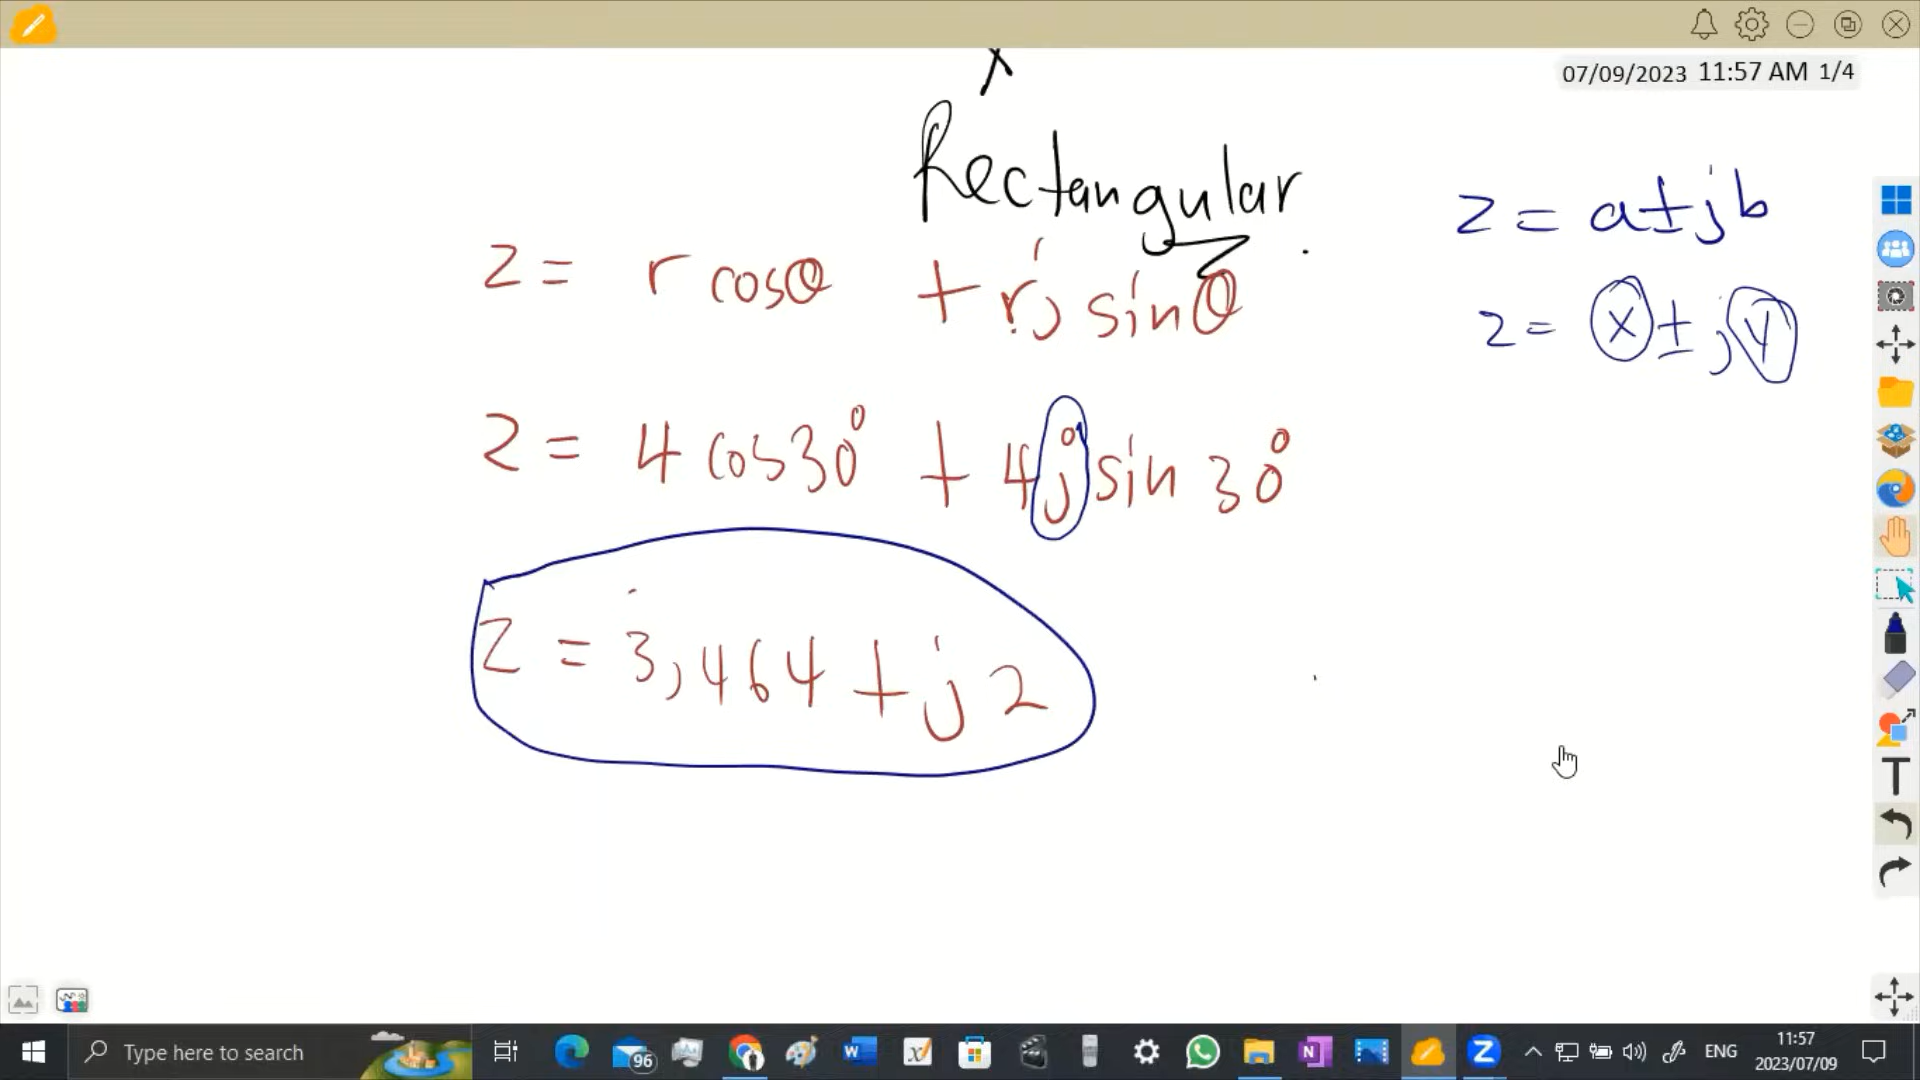 07/09/2023 11:57 AM 1/4
x
Rectangular
z = a ± jb
z = r cosθ + rj sinθ
z = x ± jy
z = 4 cos30° + 4j sin 30°
z = 3,464 + j2
T
Type here to search
96
ENG
11:57
2023/07/09